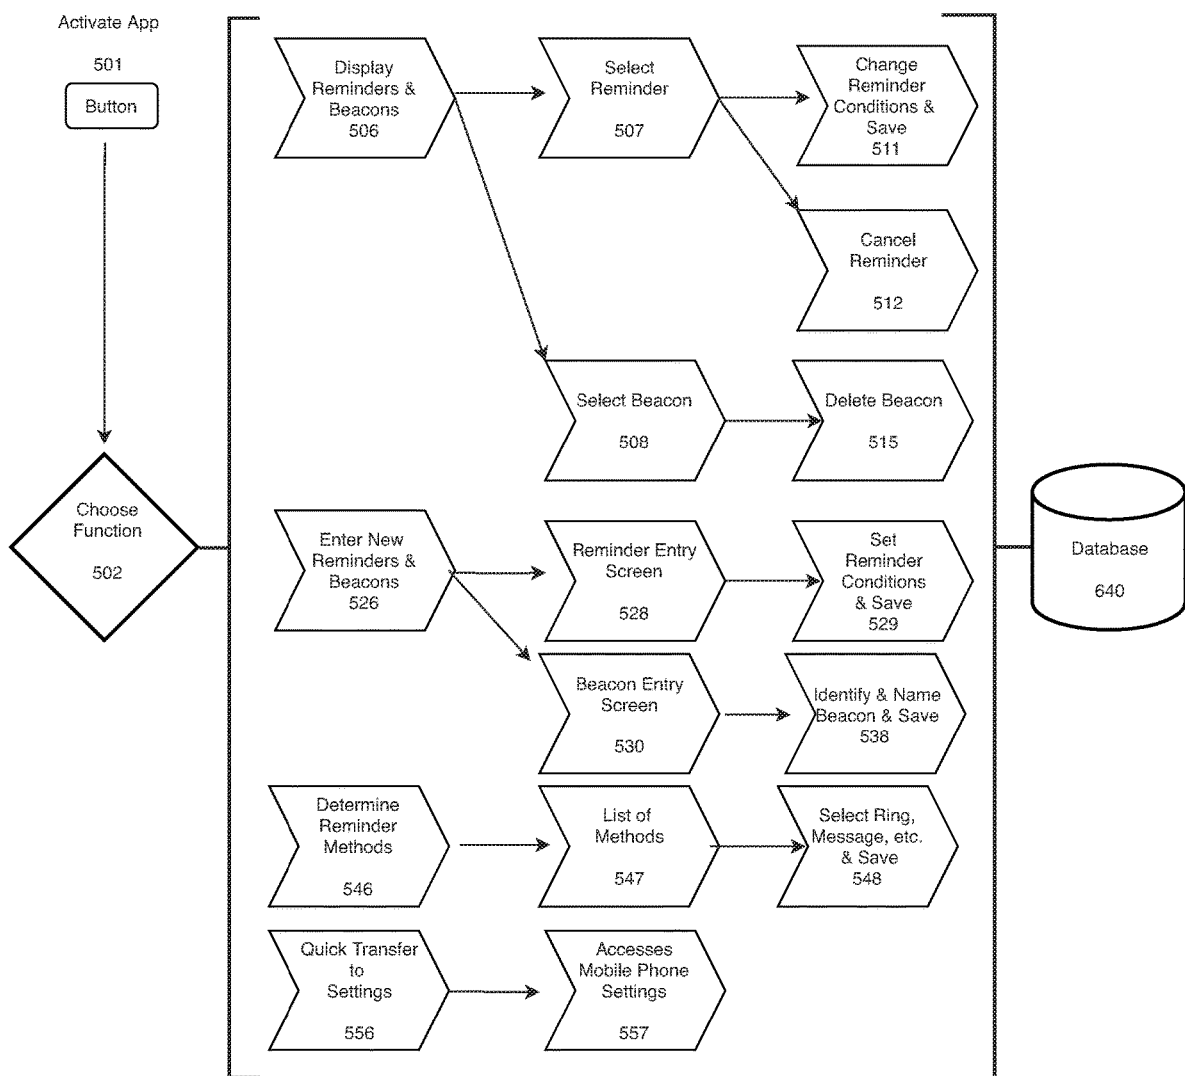 Activate App
501
Button
Choose
Function
502
Display
Reminders &
Beacons
506
Select
Reminder
507
Change
Reminder
Conditions &
Save
511
Cancel
Reminder
512
Select Beacon
508
Delete Beacon
515
Enter New
Reminders &
Beacons
526
Reminder Entry
Screen
528
Set
Reminder
Conditions
& Save
529
Beacon Entry
Screen
530
Identify & Name
Beacon & Save
538
Determine
Reminder
Methods
546
List of
Methods
547
Select Ring,
Message, etc.
& Save
548
Quick Transfer
to
Settings
556
Accesses
Mobile Phone
Settings
557
Database
640